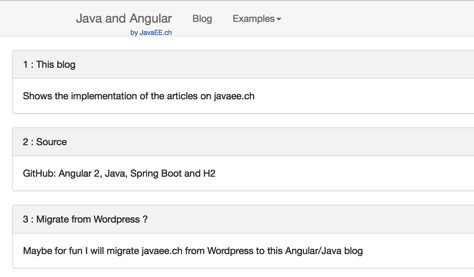 Java and Angular Blog Examples
by JavaEE.ch
1 : This blog
Shows the implementation of the articles on javaee.ch
2 : Source
GitHub: Angular 2, Java, Spring Boot and H2
3 : Migrate from Wordpress ?
Maybe for fun I will migrate javaee.ch from Wordpress to this Angular/Java blog